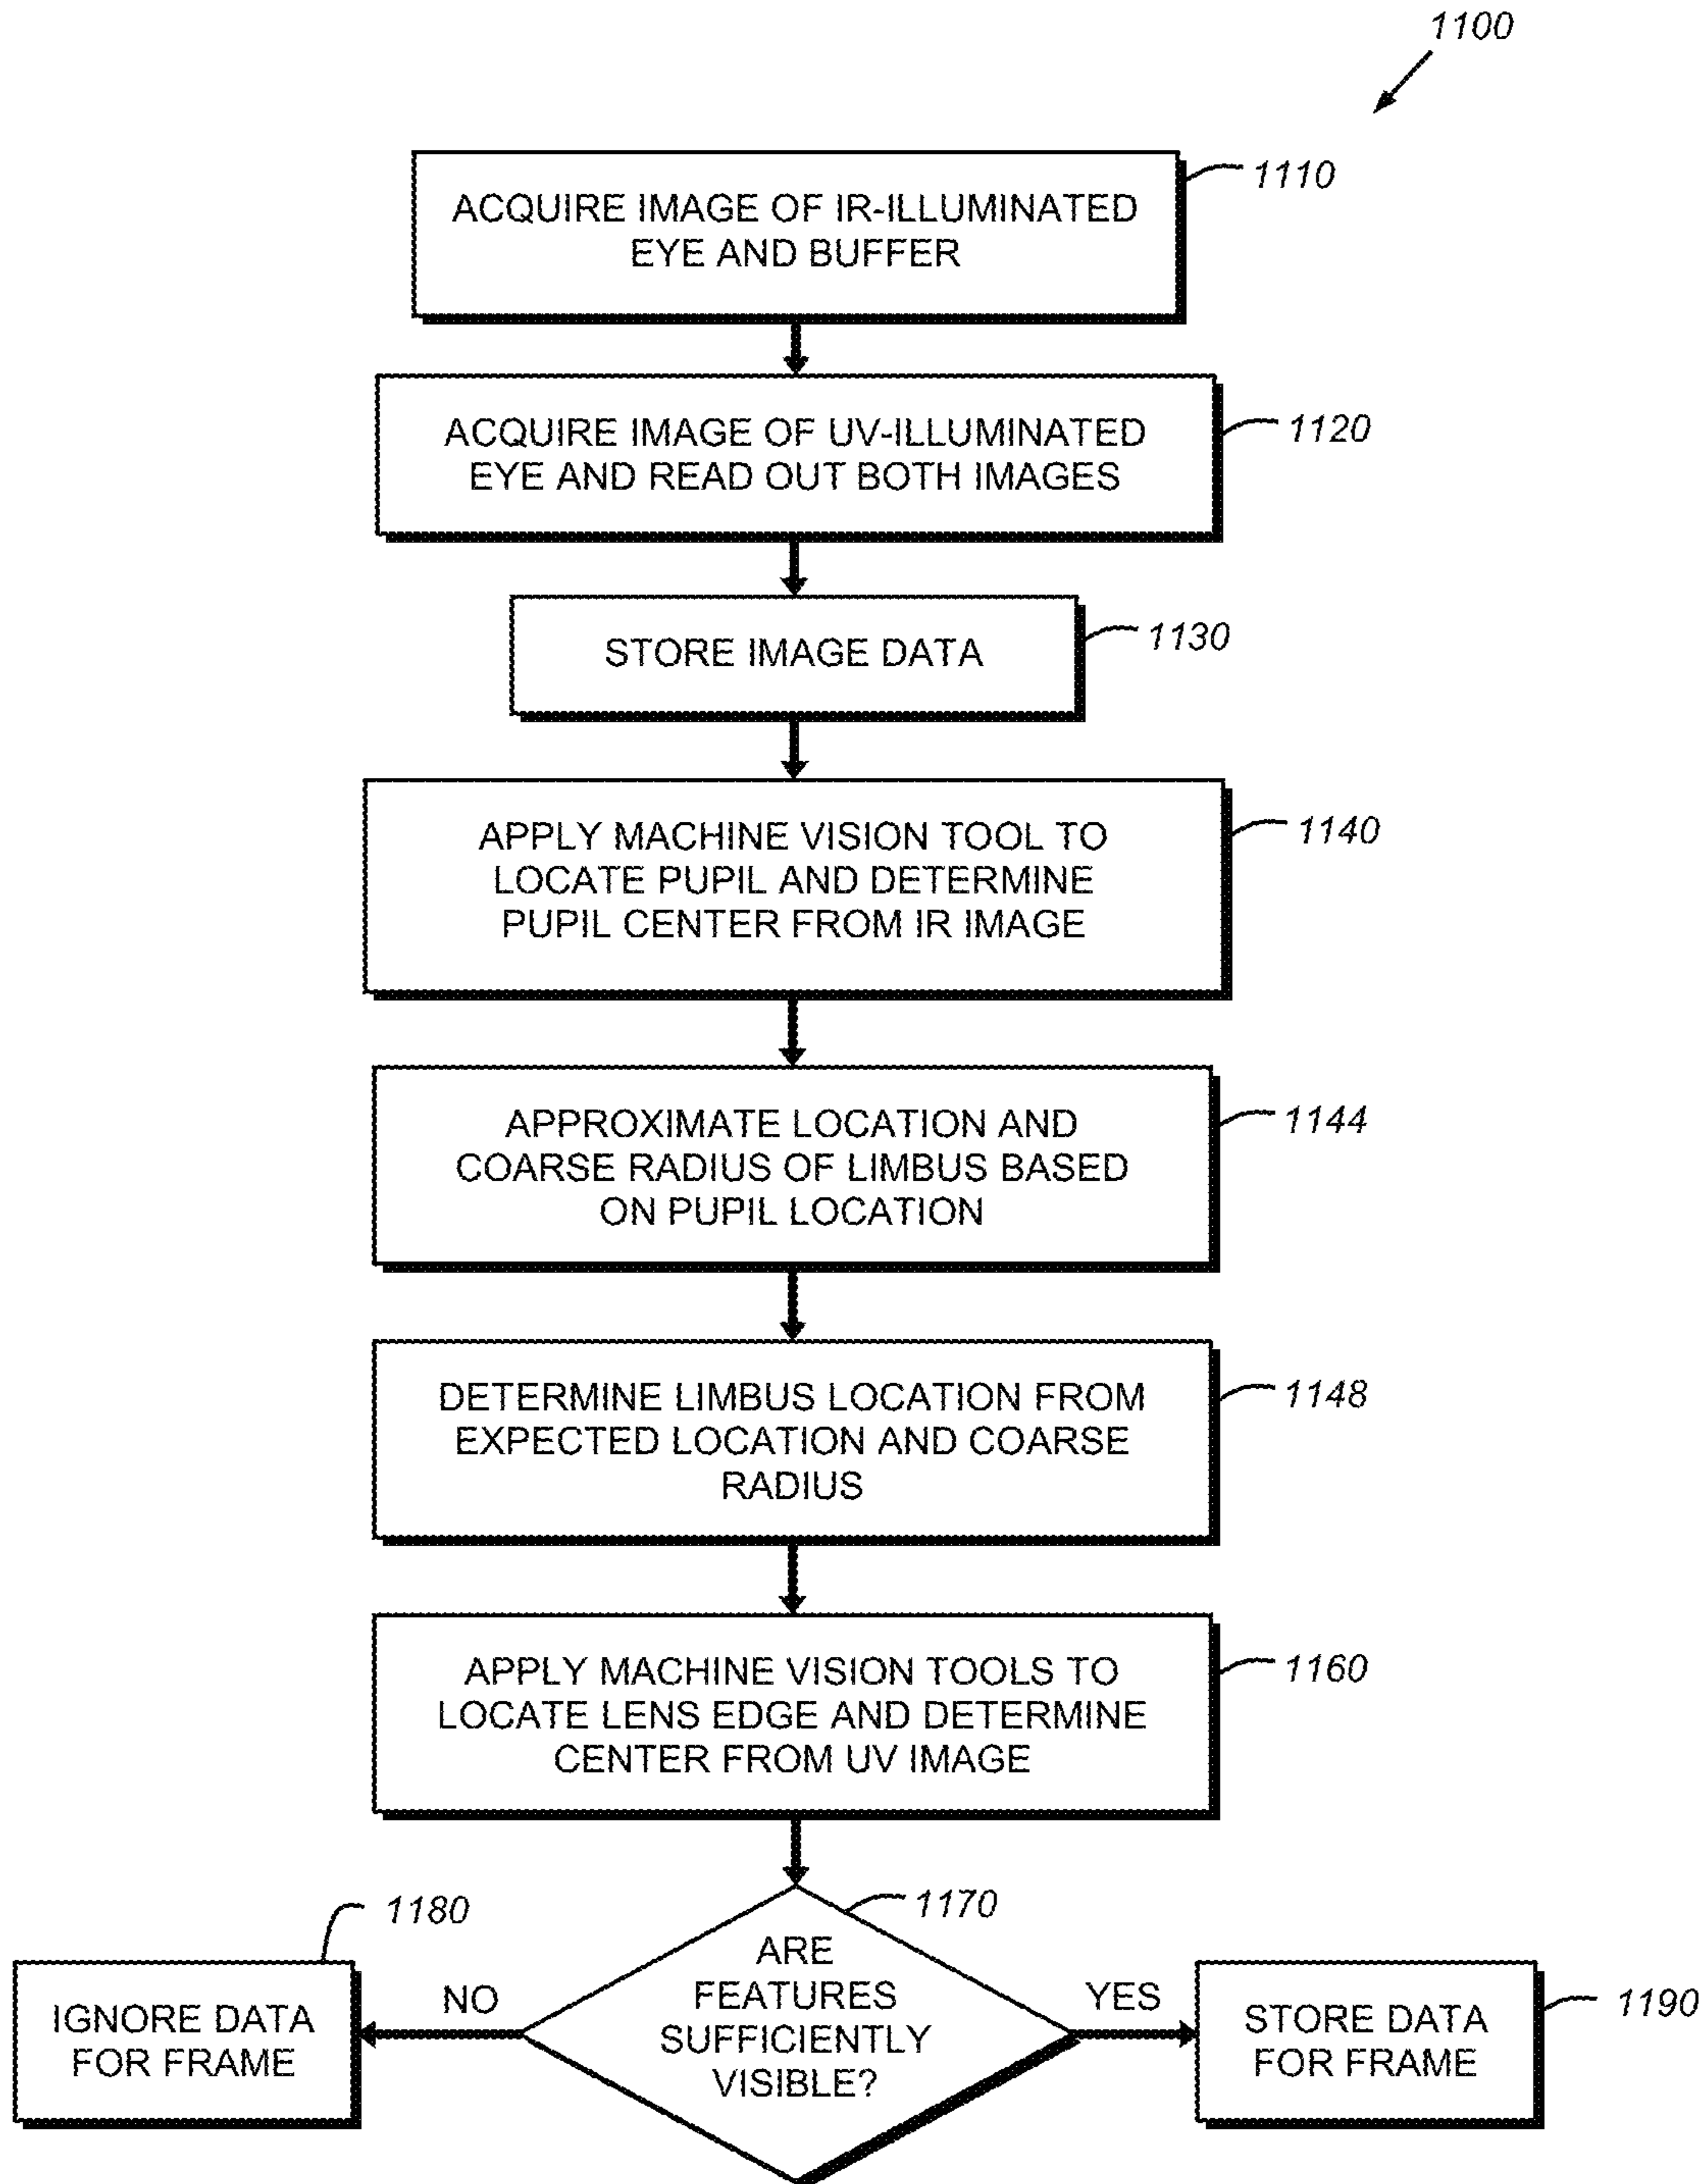 1100
ACQUIRE IMAGE OF IR-ILLUMINATED
EYE AND BUFFER
1110
ACQUIRE IMAGE OF UV-ILLUMINATED
EYE AND READ OUT BOTH IMAGES
1120
STORE IMAGE DATA
1130
APPLY MACHINE VISION TOOL TO
LOCATE PUPIL AND DETERMINE
PUPIL CENTER FROM IR IMAGE
1140
APPROXIMATE LOCATION AND
COARSE RADIUS OF LIMBUS BASED
ON PUPIL LOCATION
1144
DETERMINE LIMBUS LOCATION FROM
EXPECTED LOCATION AND COARSE
RADIUS
1148
APPLY MACHINE VISION TOOLS TO
LOCATE LENS EDGE AND DETERMINE
CENTER FROM UV IMAGE
1160
1180
IGNORE DATA
FOR FRAME
NO
1170
ARE
FEATURES
SUFFICIENTLY
VISIBLE?
YES
STORE DATA
FOR FRAME
1190